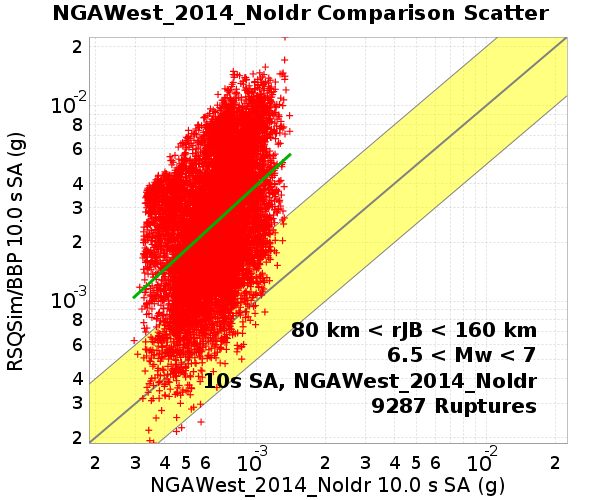 NGAWest_2014_NoIdr Comparison Scatter
RSQSim/BBP 10.0 s SA (g)
2
10-2
8
6
4
3
2
10-3
8
6
4
3
2
80 km < rJB < 160 km
6.5 < Mw < 7
10s SA, NGAWest_2014_NoIdr
9287 Ruptures
2 3 4 5 6 10-3 2 3 4 5 6 8 10-2 2
NGAWest_2014_NoIdr 10.0 s SA (g)